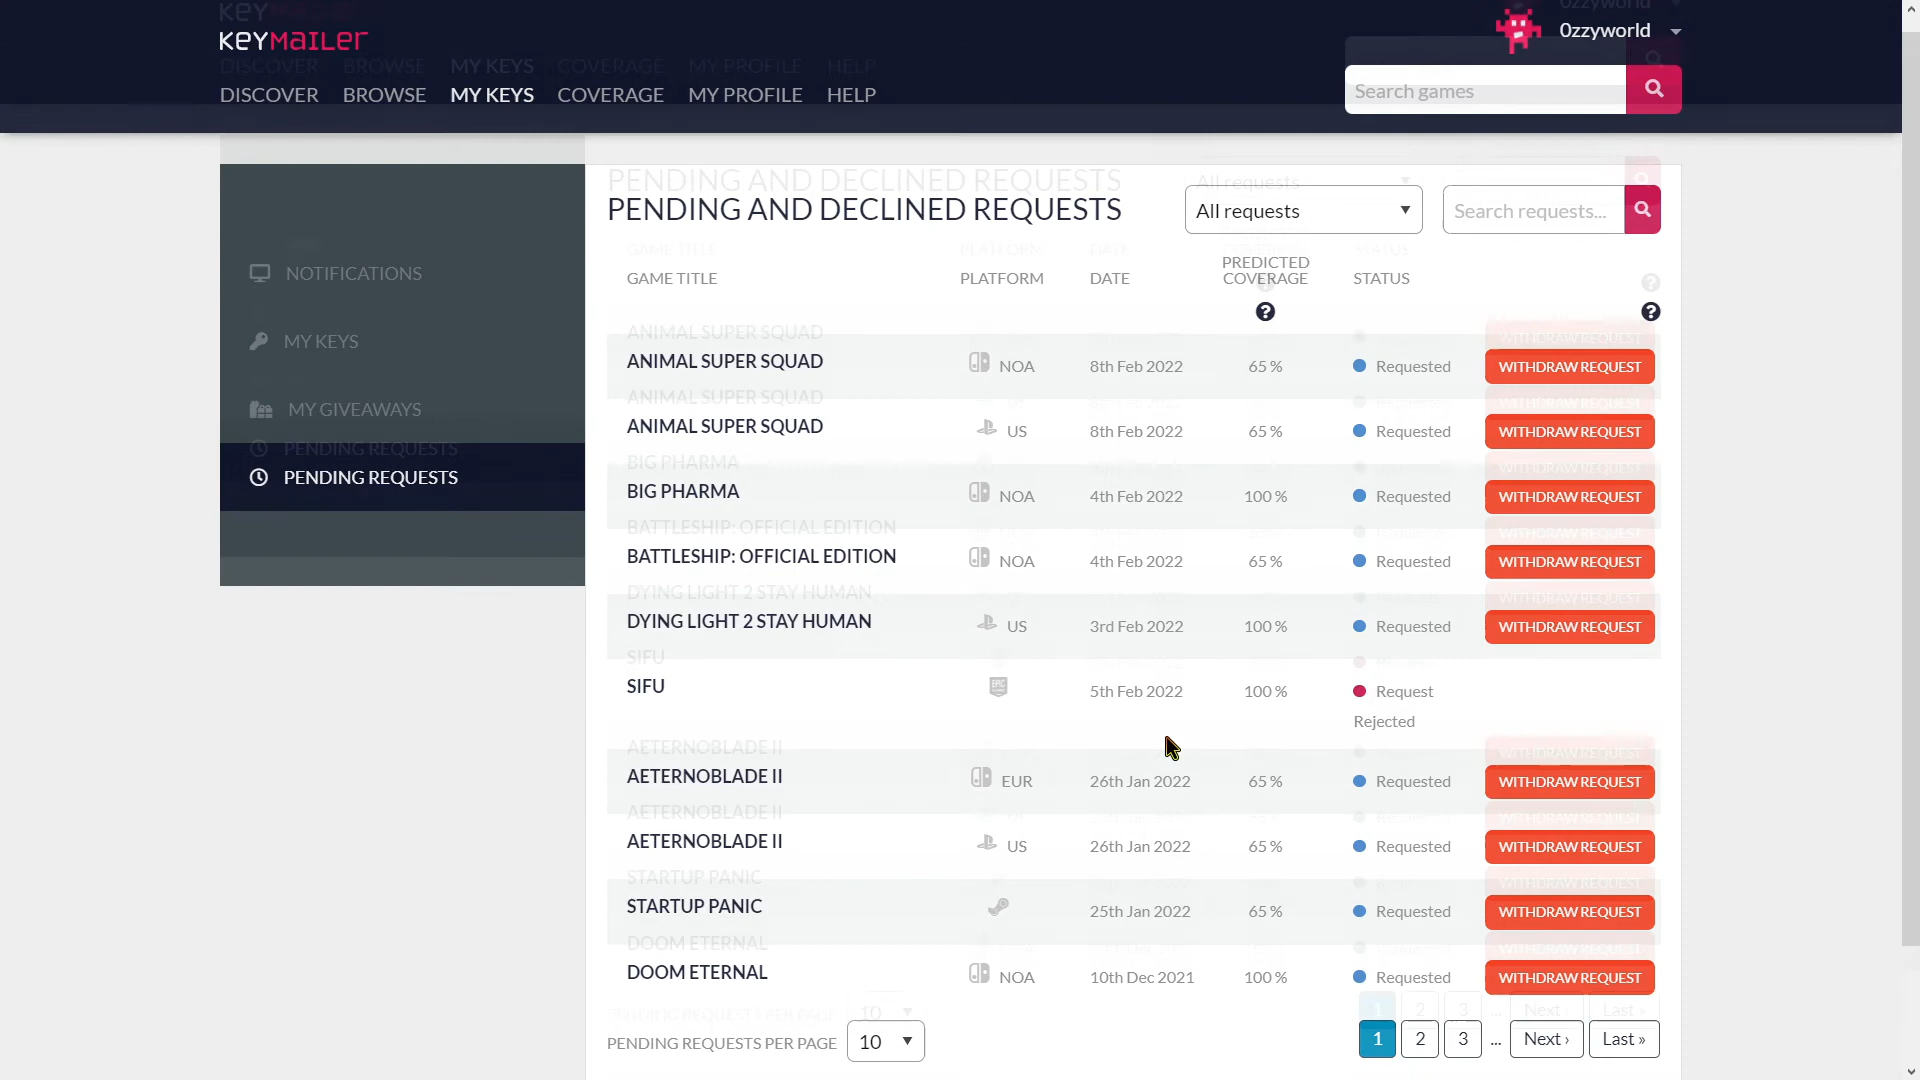 KEYMAILER
0zzyworld
DISCOVER BROWSE MY KEYS COVERAGE MY PROFILE HELP
Search games
NOTIFICATIONS
MY KEYS
MY GIVEAWAYS
PENDING REQUESTS
PENDING AND DECLINED REQUESTS
All requests
Search requests...
GAME TITLE PLATFORM DATE PREDICTED COVERAGE STATUS
ANIMAL SUPER SQUAD NOA 8th Feb 2022 65 % Requested WITHDRAW REQUEST
ANIMAL SUPER SQUAD US 8th Feb 2022 65 % Requested WITHDRAW REQUEST
BIG PHARMA NOA 4th Feb 2022 100 % Requested WITHDRAW REQUEST
BATTLESHIP: OFFICIAL EDITION NOA 4th Feb 2022 65 % Requested WITHDRAW REQUEST
DYING LIGHT 2 STAY HUMAN US 3rd Feb 2022 100 % Requested WITHDRAW REQUEST
SIFU EPIC 5th Feb 2022 100 % Request Rejected
AETERNOBLADE II EUR 26th Jan 2022 65 % Requested WITHDRAW REQUEST
AETERNOBLADE II US 26th Jan 2022 65 % Requested WITHDRAW REQUEST
STARTUP PANIC 25th Jan 2022 65 % Requested WITHDRAW REQUEST
DOOM ETERNAL NOA 10th Dec 2021 100 % Requested WITHDRAW REQUEST
PENDING REQUESTS PER PAGE 10
1 2 3 ... Next › Last »